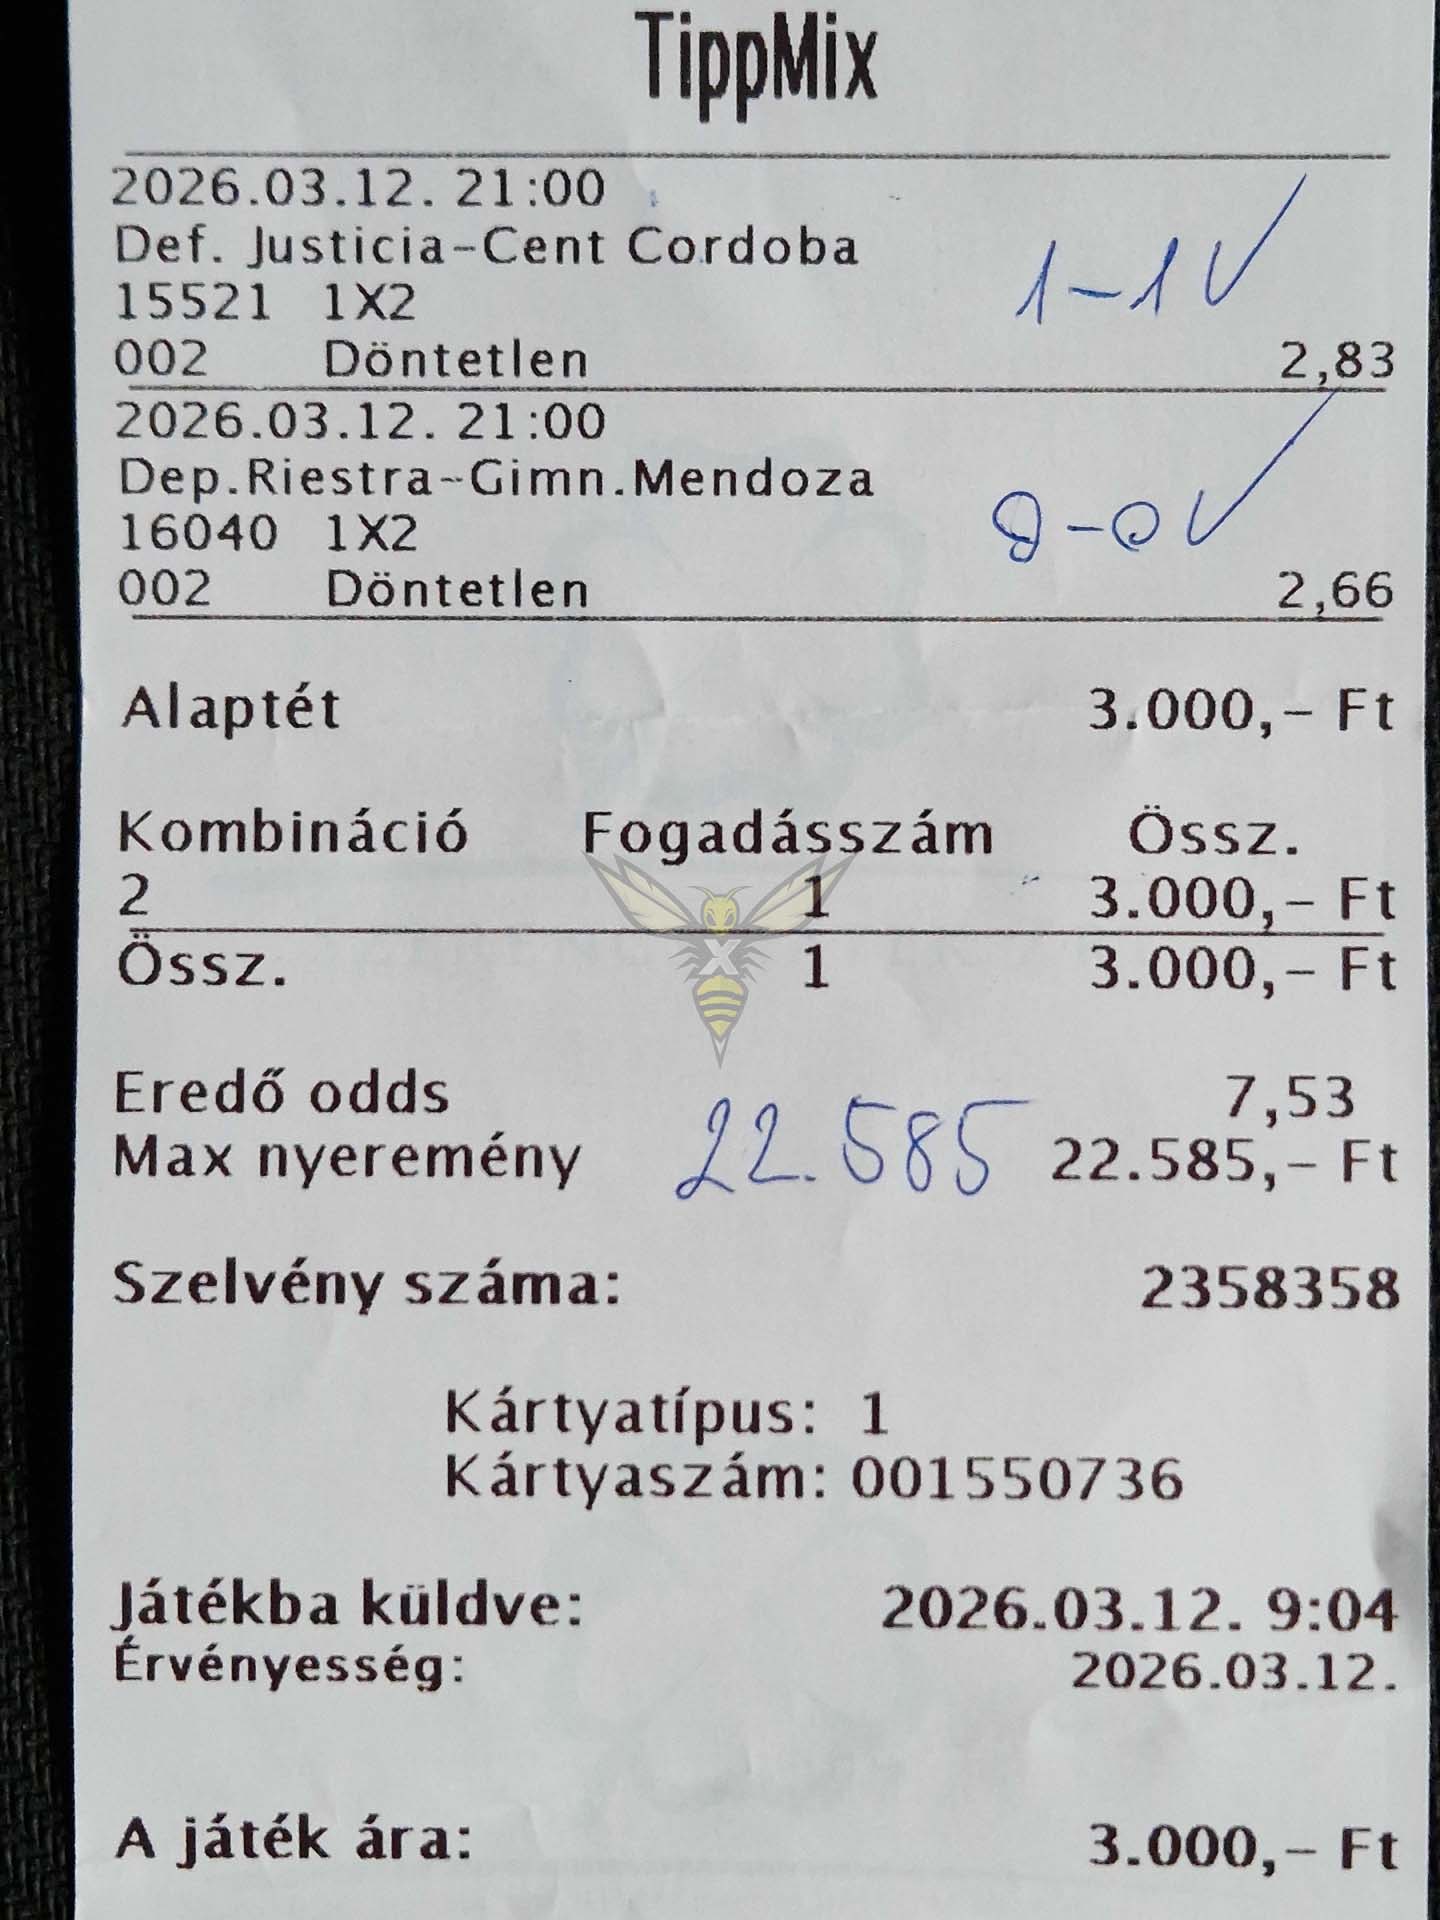 TippMix
2026.03.12. 21:00
Def. Justicia-Cent Cordoba
15521 1X2
1-1 ✓
002 Döntetlen 2,83
2026.03.12. 21:00
Dep.Riestra-Gimn.Mendoza
16040 1X2
0-0 ✓
002 Döntetlen 2,66
Alaptét 3.000,- Ft
Kombináció Fogadásszám Össz.
2 1 3.000,- Ft
Össz. 1 3.000,- Ft
X
Eredő odds 7,53
Max nyeremény 22.585 22.585,- Ft
Szelvény száma: 2358358
Kártyatípus: 1
Kártyaszám: 001550736
Játékba küldve: 2026.03.12. 9:04
Érvényesség: 2026.03.12.
A játék ára: 3.000,- Ft